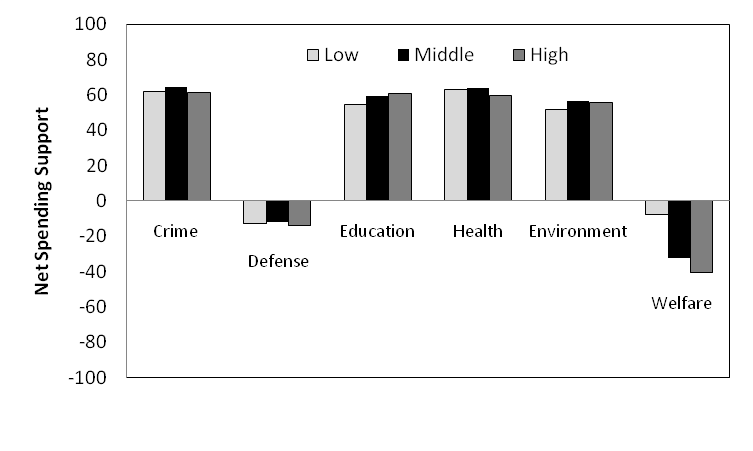 Net Spending Support
100
80
60
40
20
0
-20
-40
-60
-80
-100
Low Middle High
Crime
Defense
Education
Health
Environment
Welfare